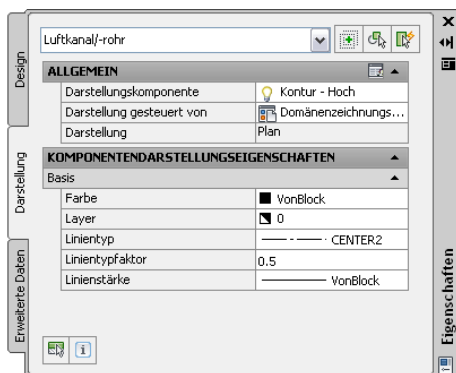 Luftkanal/-rohr
Design
Darstellung
Erweiterte Daten
ALLGEMEIN
Darstellungskomponente Kontur - Hoch
Darstellung gesteuert von Domänenzeichnungs...
Darstellung Plan
KOMPONENTENDARSTELLUNGSEIGENSCHAFTEN
Basis
Farbe VonBlock
Layer 0
Linientyp CENTER2
Linientypfaktor 0.5
Linienstärke VonBlock
Eigenschaften